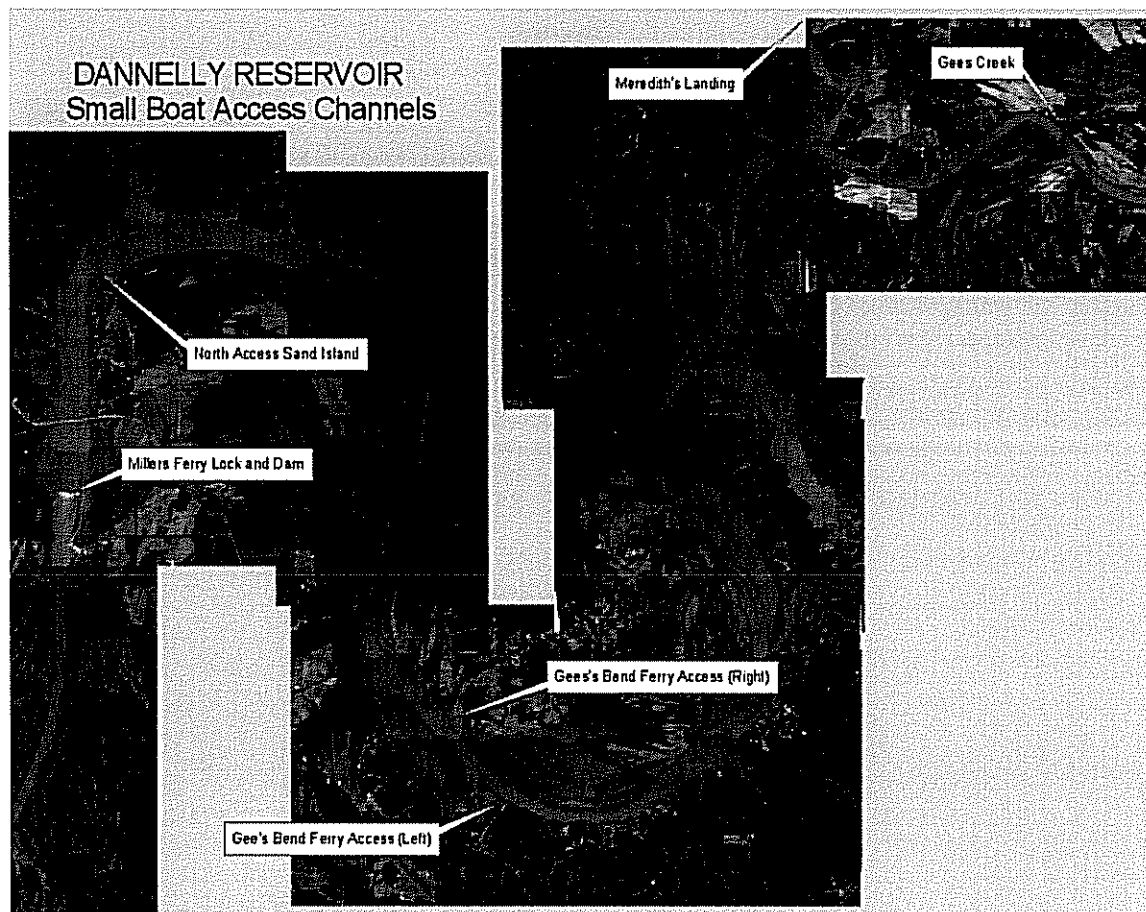 DANNELLY RESERVOIR
Small Boat Access Channels
Meredith's Landing
Gees Creek
North Access Sand Island
Millers Ferry Lock and Dam
Gees's Bend Ferry Access (Right)
Gee's Bend Ferry Access (Left)